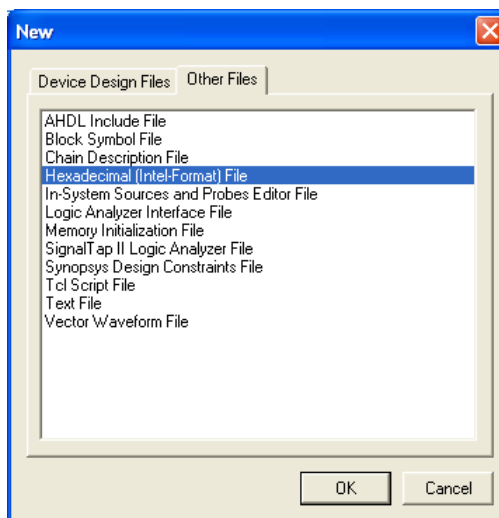 New
Device Design Files Other Files
AHDL Include File
Block Symbol File
Chain Description File
Hexadecimal (Intel-Format) File
In-System Sources and Probes Editor File
Logic Analyzer Interface File
Memory Initialization File
SignalTap II Logic Analyzer File
Synopsys Design Constraints File
Tcl Script File
Text File
Vector Waveform File
OK Cancel